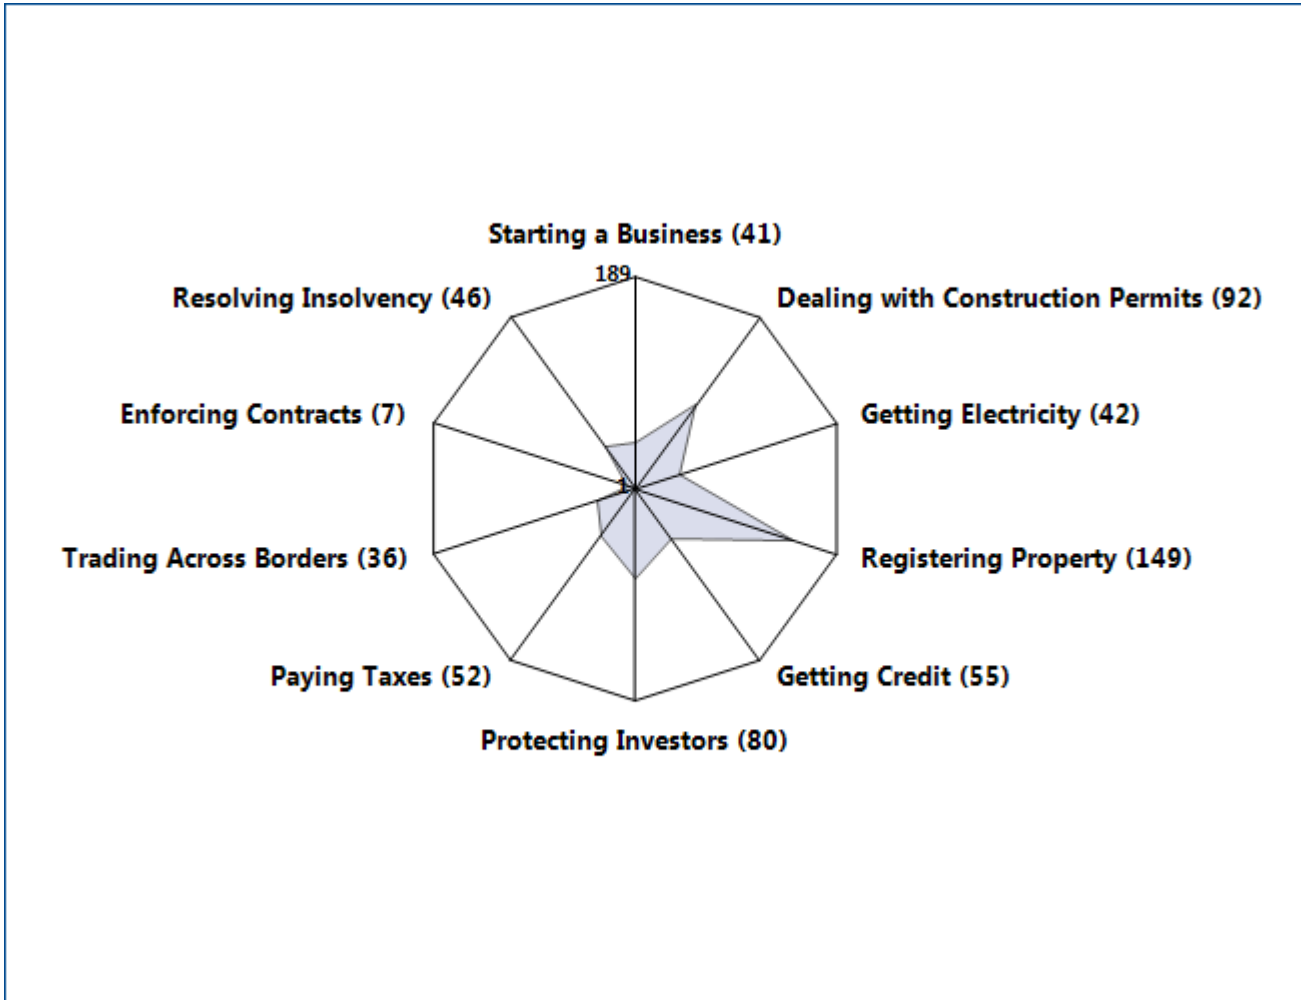 Starting a Business (41)
189
Resolving Insolvency (46)
Dealing with Construction Permits (92)
Enforcing Contracts (7)
Getting Electricity (42)
1
Trading Across Borders (36)
Registering Property (149)
Paying Taxes (52)
Getting Credit (55)
Protecting Investors (80)